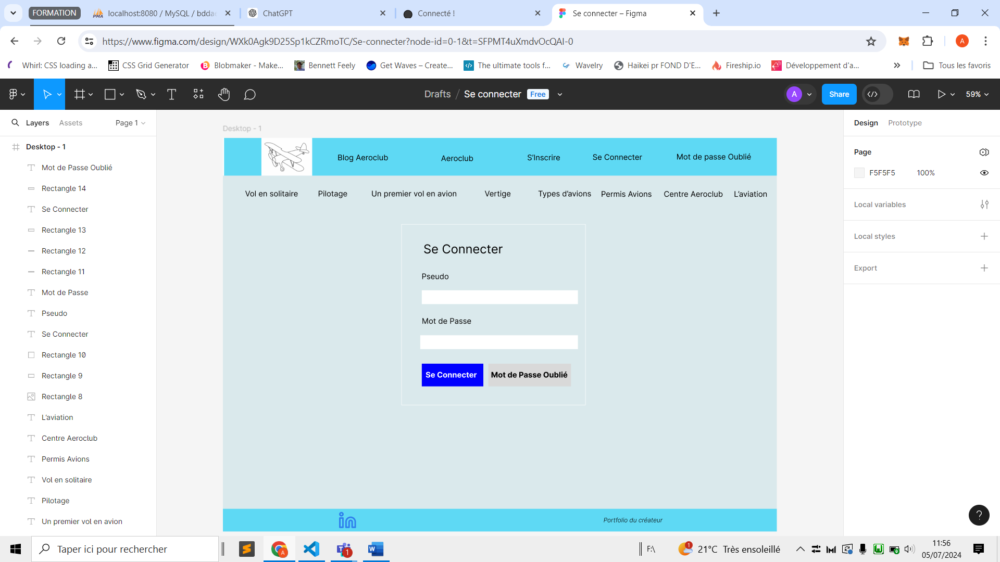 FORMATION
localhost:8080 / MySQL / bddae
ChatGPT
Connecté !
Se connecter – Figma
https://www.figma.com/design/WXk0Agk9D25Sp1kCZRmoTC/Se-connecter?node-id=0-1&t=SFPMT4uXmdvOcQAI-0
A
Whirl: CSS loading a...
CSS Grid Generator
Blobmaker - Make...
Bennett Feely
Get Waves – Create...
The ultimate tools f...
Wavelry
Haikei pr FOND D'E...
Fireship.io
Développement d'a...
Tous les favoris
Drafts / Se connecter Free
A
Share
59%
Layers
Assets
Page 1
Desktop - 1
Mot de Passe Oublié
Rectangle 14
Se Connecter
Rectangle 13
Rectangle 12
Rectangle 11
Mot de Passe
Pseudo
Se Connecter
Rectangle 10
Rectangle 9
Rectangle 8
L’aviation
Centre Aeroclub
Permis Avions
Vol en solitaire
Pilotage
Un premier vol en avion
Desktop - 1
Blog Aeroclub
Aeroclub
S’Inscrire
Se Connecter
Mot de passe Oublié
Vol en solitaire
Pilotage
Un premier vol en avion
Vertige
Types d’avions
Permis Avions
Centre Aeroclub
L’aviation
Se Connecter
Pseudo
Mot de Passe
Se Connecter
Mot de Passe Oublié
in
Portfolio du créateur
Design
Prototype
Page
F5F5F5
100%
Local variables
Local styles
Export
?
Taper ici pour rechercher
A
1
F:\
1
21°C Très ensoleillé
11:56
05/07/2024